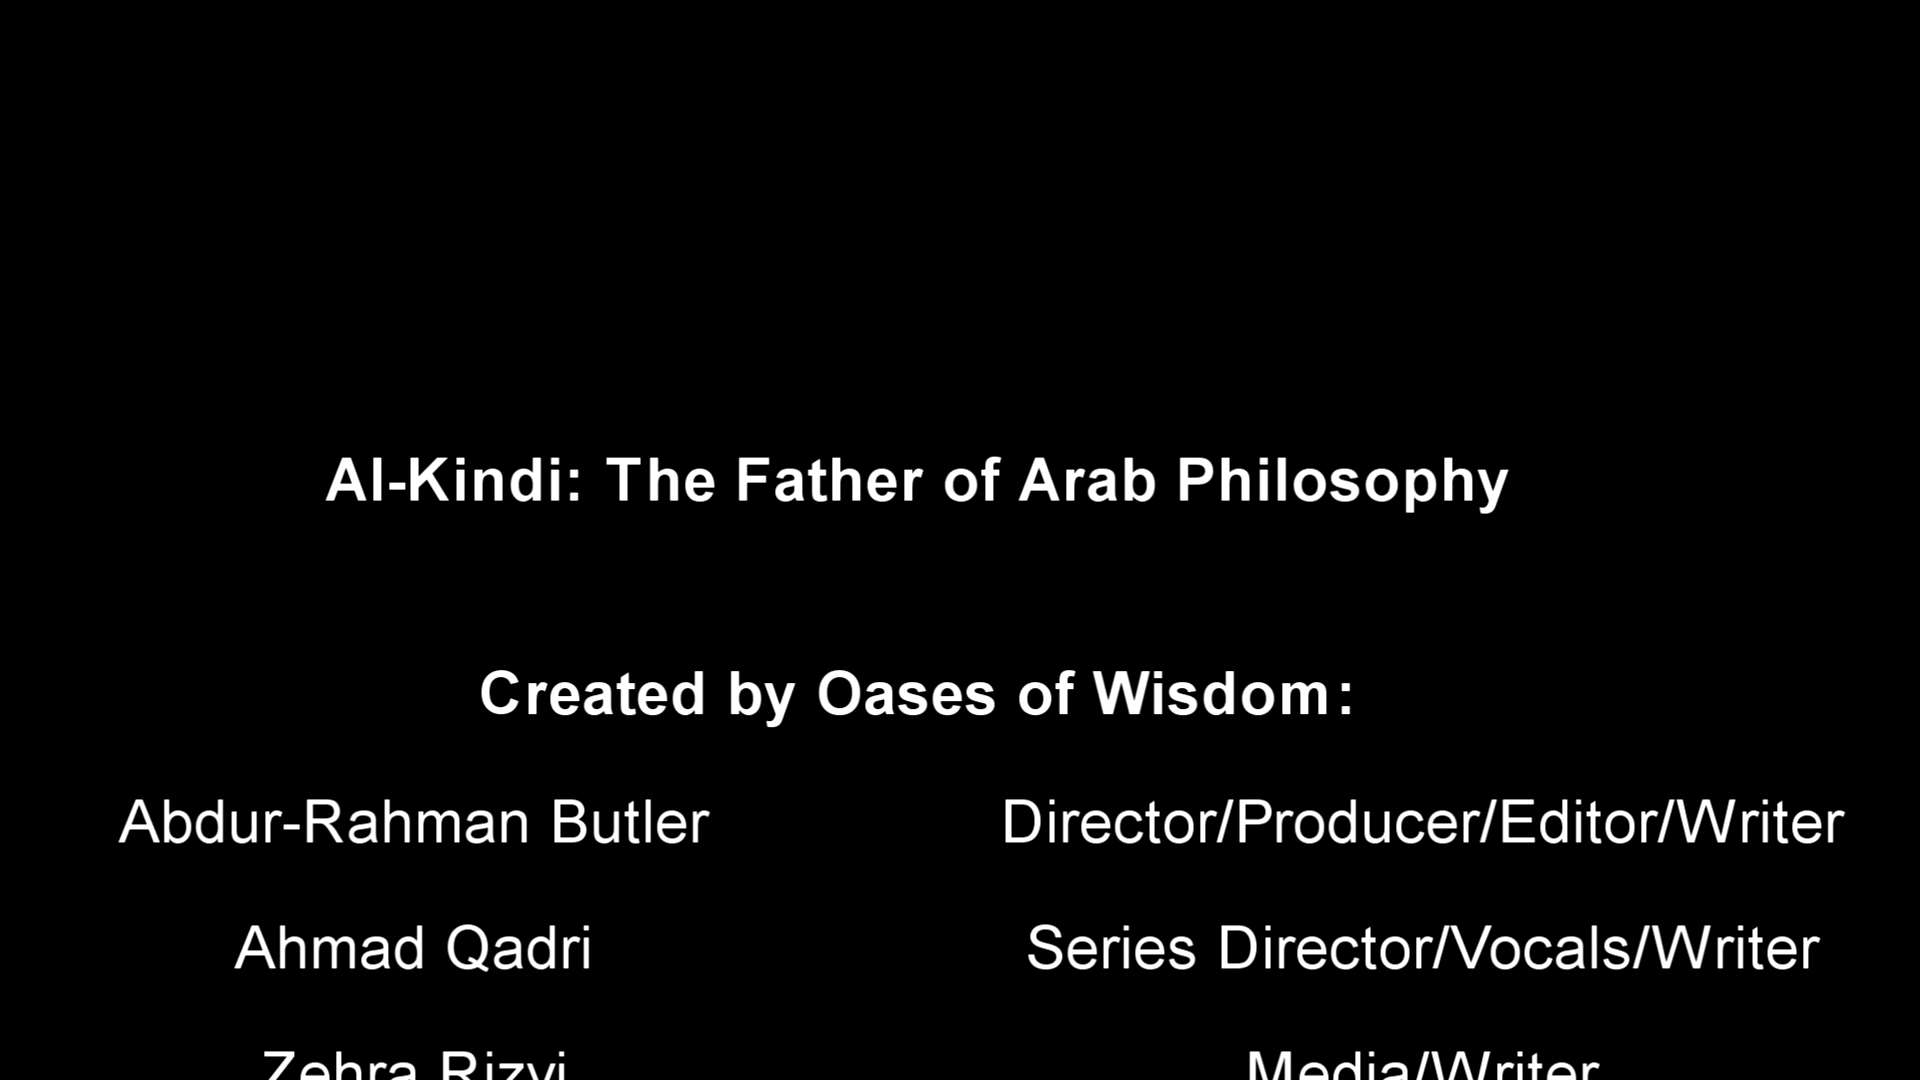 Al-Kindi: The Father of Arab Philosophy
Created by Oases of Wisdom:
Abdur-Rahman Butler Director/Producer/Editor/Writer
Ahmad Qadri Series Director/Vocals/Writer
Zehra Rizvi Media/Writer